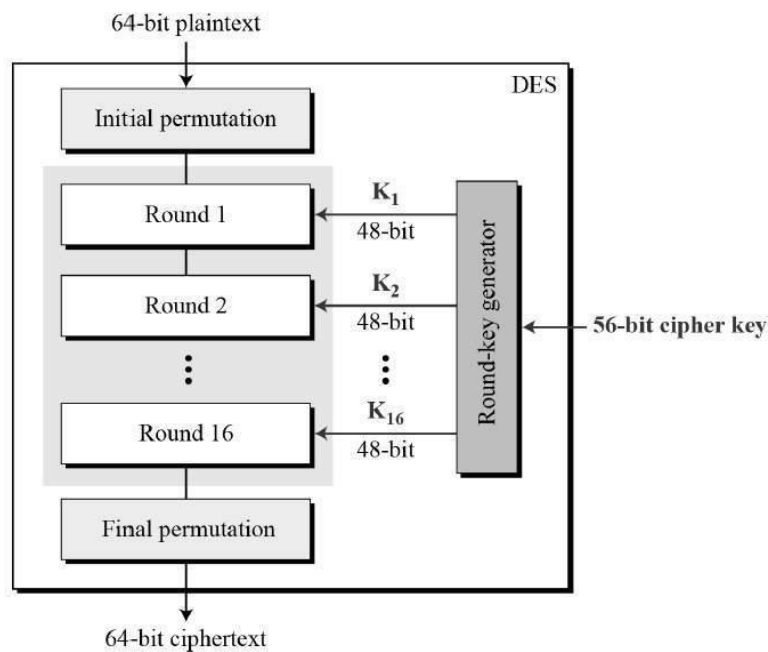 64-bit plaintext
DES
Initial permutation
K1
Round 1
48-bit
K2
Round 2
48-bit
Round-key generator
56-bit cipher key
K16
Round 16
48-bit
Final permutation
64-bit ciphertext